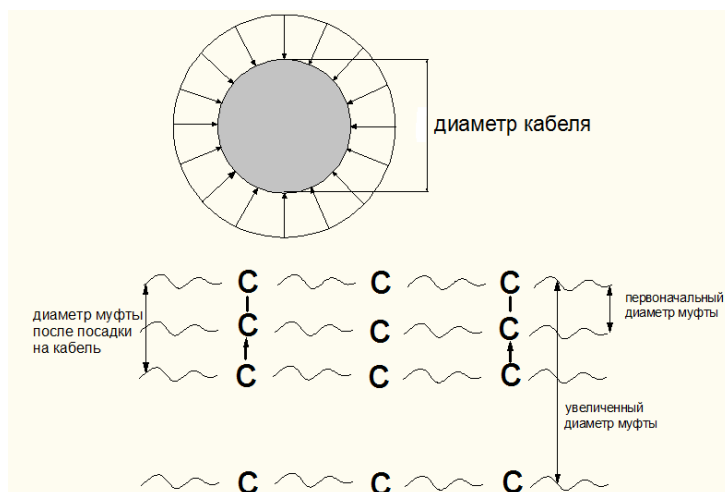 диаметр кабеля
C C C
диаметр муфты
после посадки
на кабель
первоначальный
диаметр муфты
C C C
C C C
увеличенный
диаметр муфты
C C C